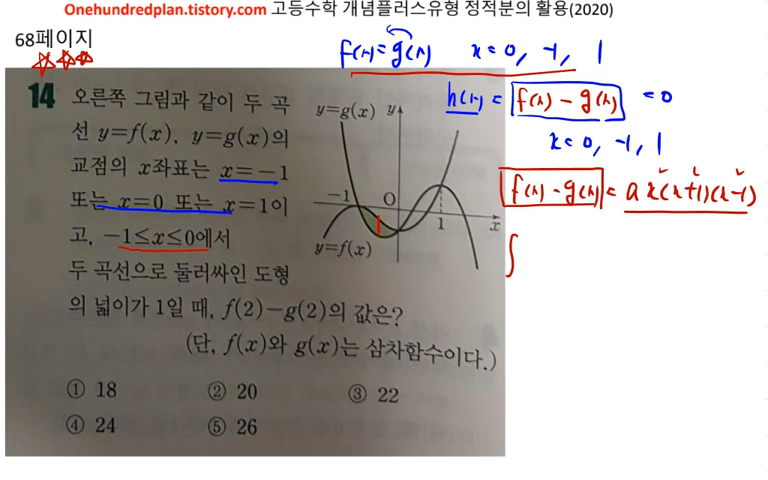 Onehundredplan.tistory.com 고등수학 개념플러스유형 정적분의 활용(2020)
68페이지
f(x)=g(x) x=0, -1, 1
h(x) = f(x) - g(x) = 0
x=0, -1, 1
f(x) - g(x) = a x(x+1)(x-1)
∫
14 오른쪽 그림과 같이 두 곡
선 y=f(x), y=g(x)의
교점의 x좌표는 x=-1
또는 x=0 또는 x=1이
고, -1≤x≤0에서
두 곡선으로 둘러싸인 도형
의 넓이가 1일 때, f(2)-g(2)의 값은?
(단, f(x)와 g(x)는 삼차함수이다.)
y=g(x) y
-1 O 1 x
y=f(x)
① 18 ② 20 ③ 22
④ 24 ⑤ 26